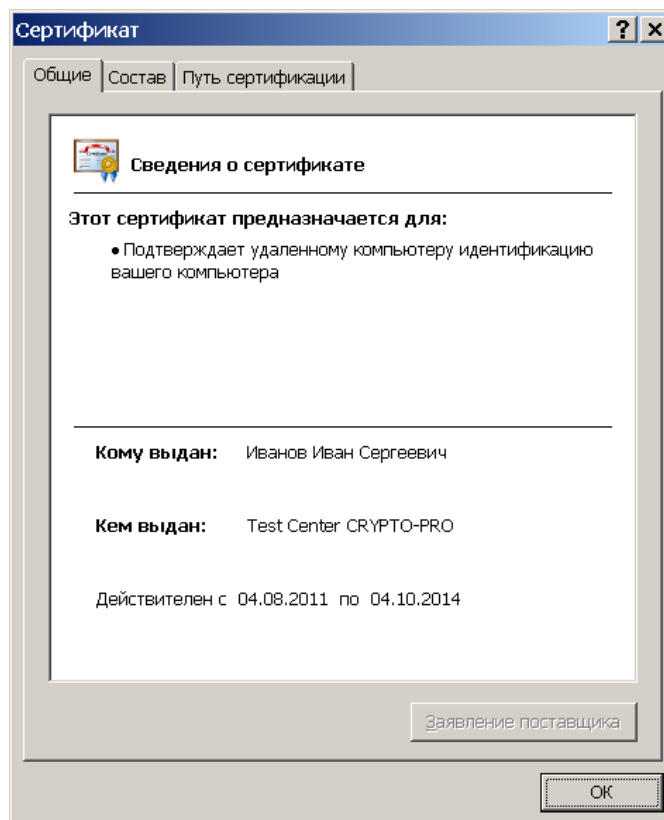 Сертификат
Общие Состав Путь сертификации
Сведения о сертификате
Этот сертификат предназначается для:
• Подтверждает удаленному компьютеру идентификацию
вашего компьютера
Кому выдан: Иванов Иван Сергеевич
Кем выдан: Test Center CRYPTO-PRO
Действителен с 04.08.2011 по 04.10.2014
Заявление поставщика
ОК